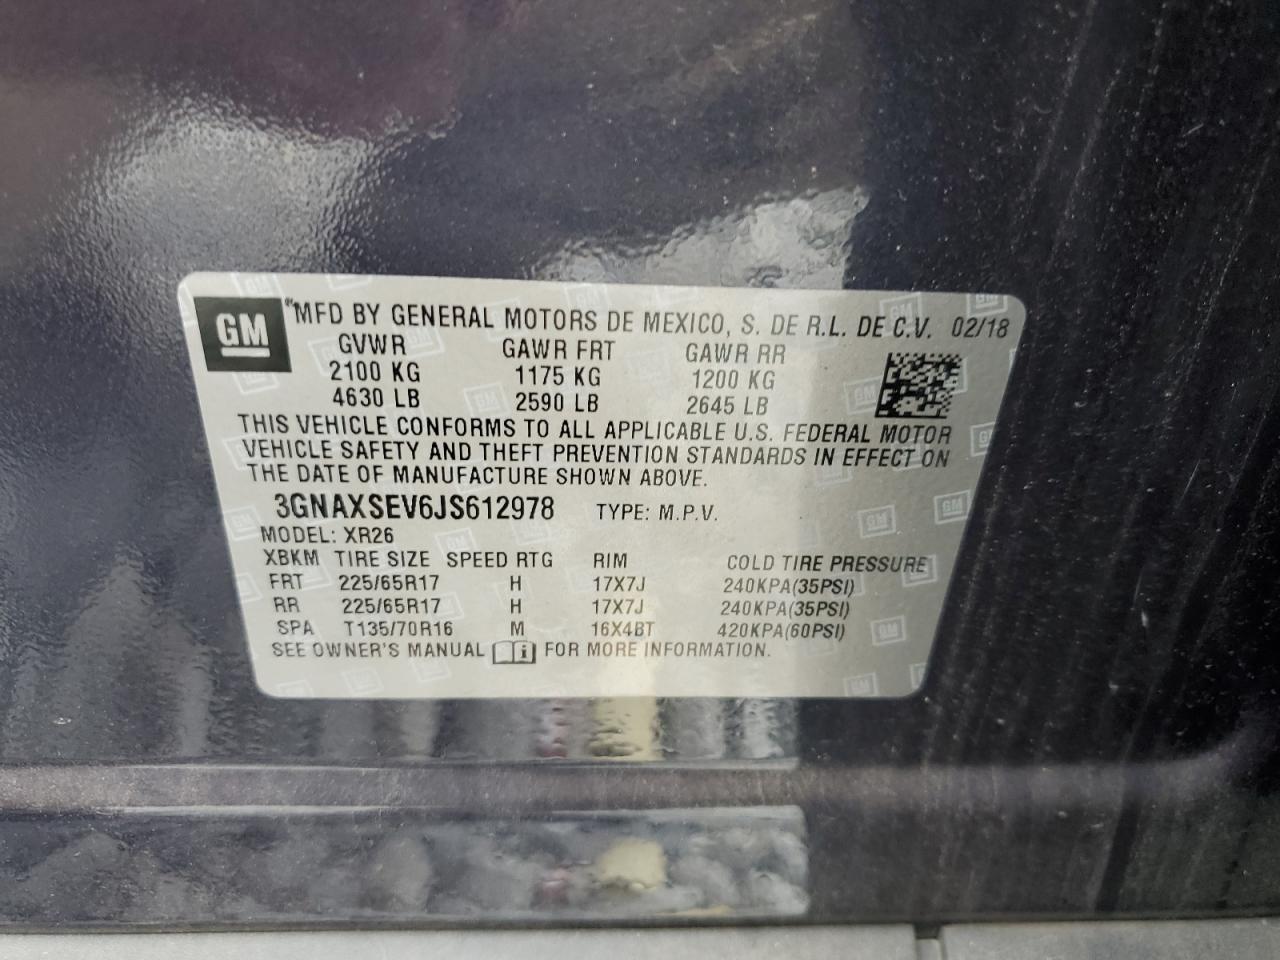 GM
MFD BY GENERAL MOTORS DE MEXICO, S. DE R.L. DE C.V. 02/18
GVWR GAWR FRT GAWR RR
2100 KG 1175 KG 1200 KG
4630 LB 2590 LB 2645 LB
THIS VEHICLE CONFORMS TO ALL APPLICABLE U.S. FEDERAL MOTOR
VEHICLE SAFETY AND THEFT PREVENTION STANDARDS IN EFFECT ON
THE DATE OF MANUFACTURE SHOWN ABOVE.
3GNAXSEV6JS612978 TYPE: M.P.V.
MODEL: XR26
XBKM TIRE SIZE SPEED RTG RIM COLD TIRE PRESSURE
FRT 225/65R17 H 17X7J 240KPA(35PSI)
RR 225/65R17 H 17X7J 240KPA(35PSI)
SPA T135/70R16 M 16X4BT 420KPA(60PSI)
SEE OWNER'S MANUAL FOR MORE INFORMATION.